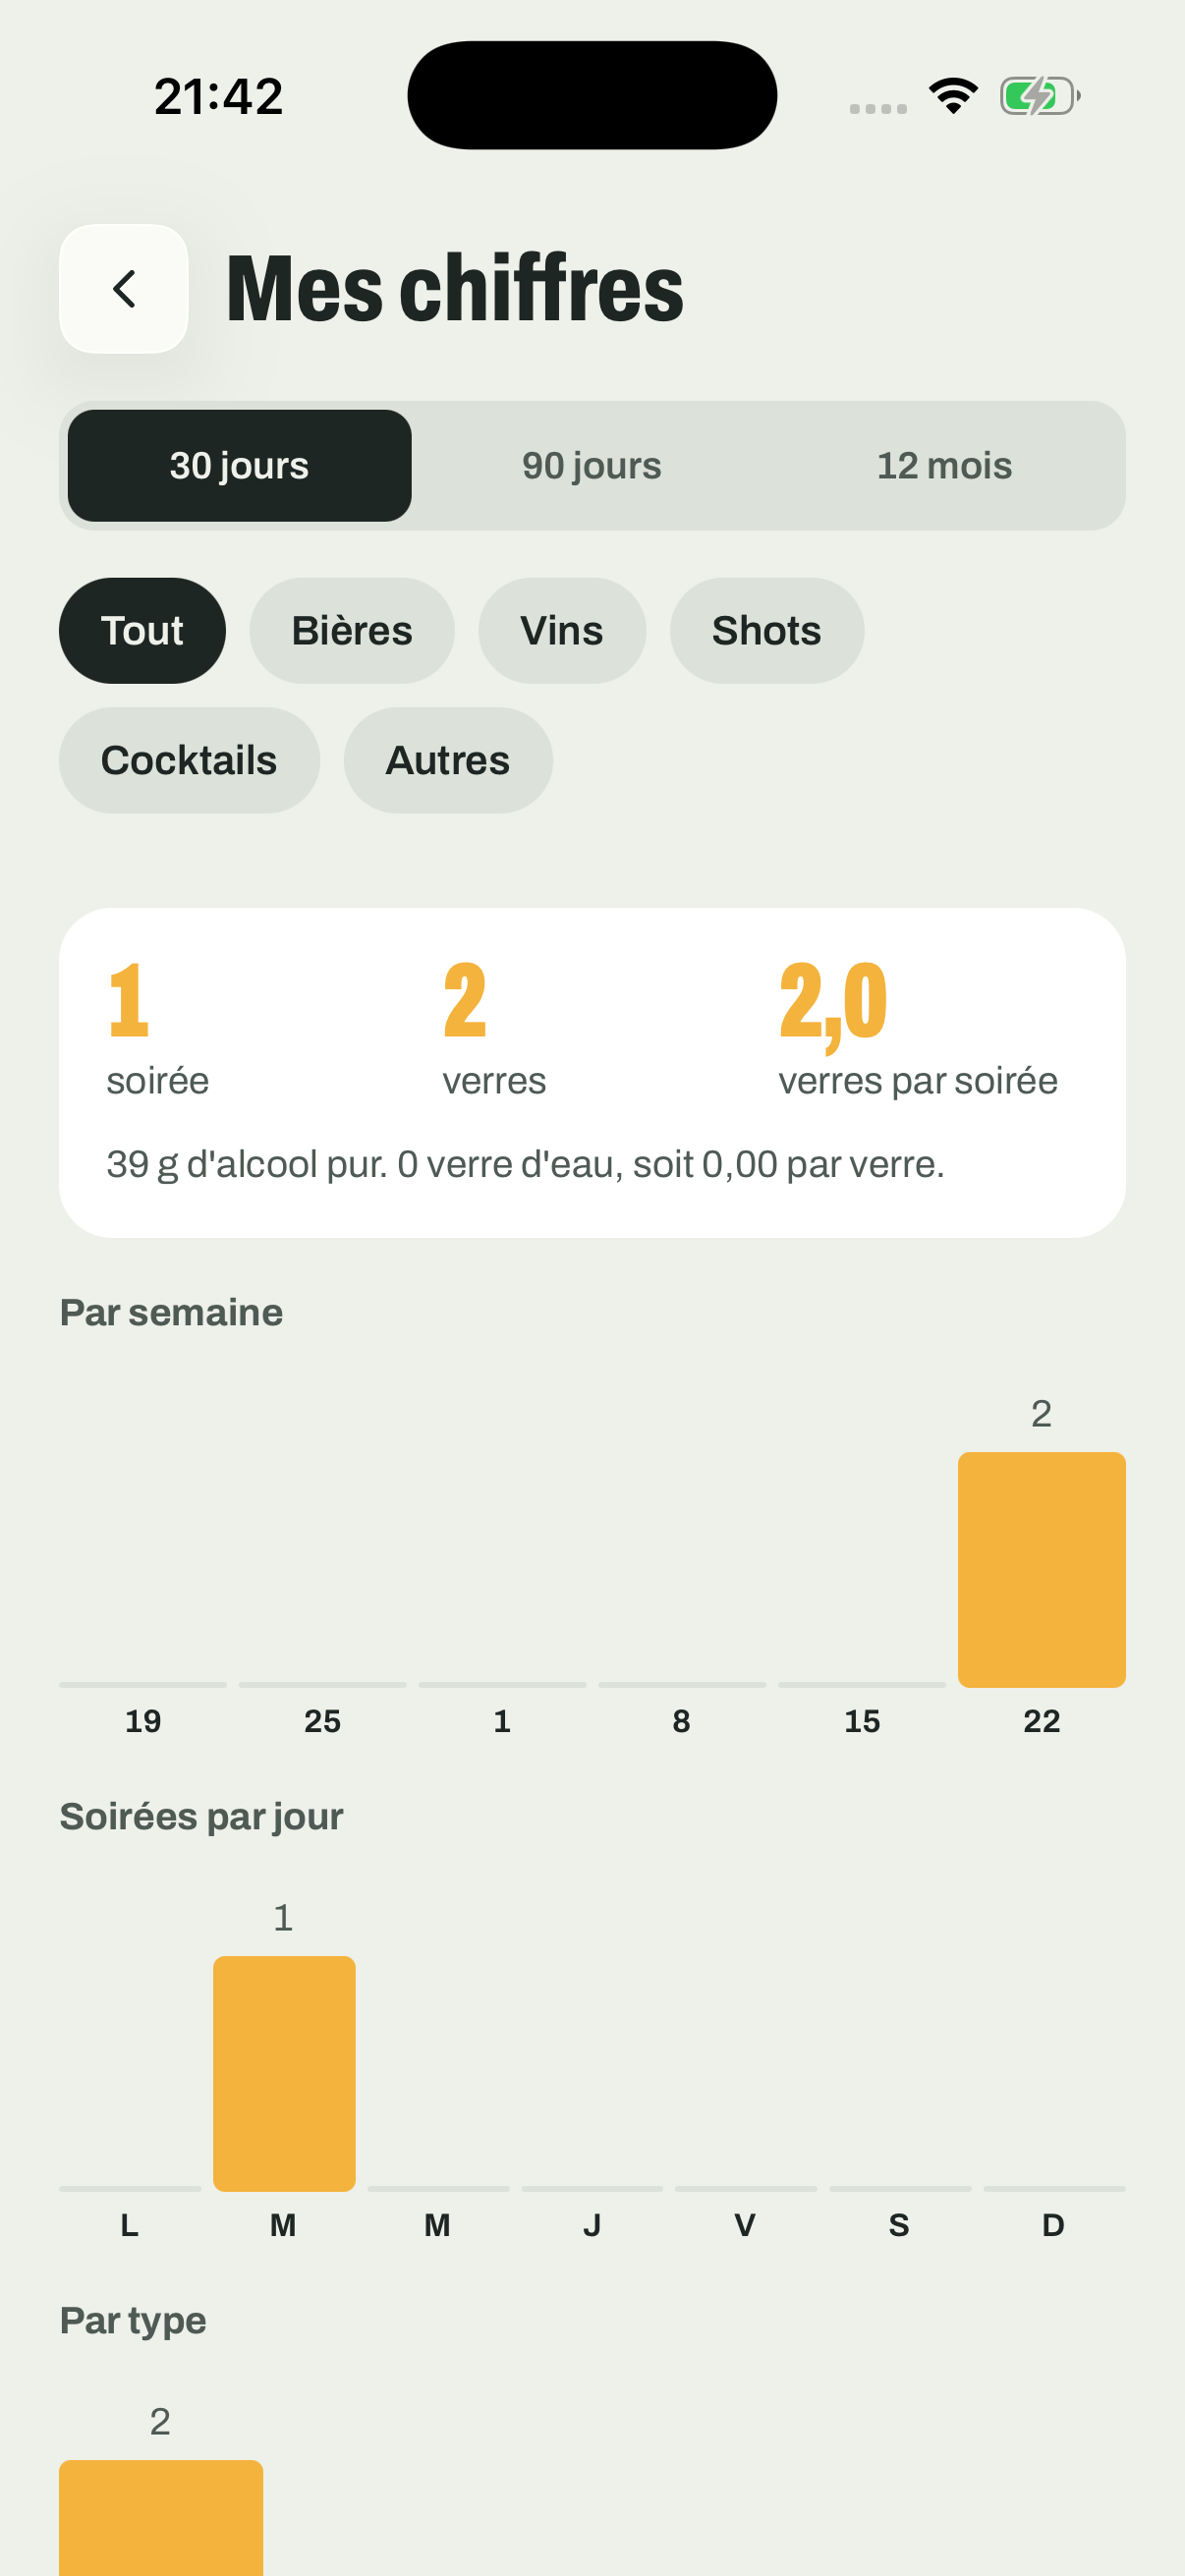 21:42
Mes chiffres
30 jours 90 jours 12 mois
Tout Bières Vins Shots
Cocktails Autres
1 2 2,0
soirée verres verres par soirée
39 g d'alcool pur. 0 verre d'eau, soit 0,00 par verre.
Par semaine
2
19 25 1 8 15 22
Soirées par jour
1
L M M J V S D
Par type
2